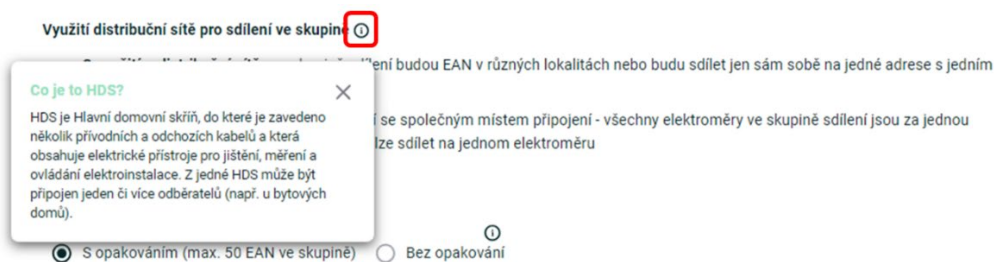 Využití distribuční sítě pro sdílení ve skupině
sdílení budou EAN v různých lokalitách nebo budu sdílet jen sám sobě na jedné adrese s jedním
Co je to HDS?
HDS je Hlavní domovní skříň, do které je zavedeno
několik přívodních a odchozích kabelů a která
obsahuje elektrické přístroje pro jištění, měření a
ovládání elektroinstalace. Z jedné HDS může být
připojen jeden či více odběratelů (např. u bytových
domů).
se společným místem připojení - všechny elektroměry ve skupině sdílení jsou za jednou
lze sdílet na jednom elektroměru
S opakováním (max. 50 EAN ve skupině)
Bez opakování